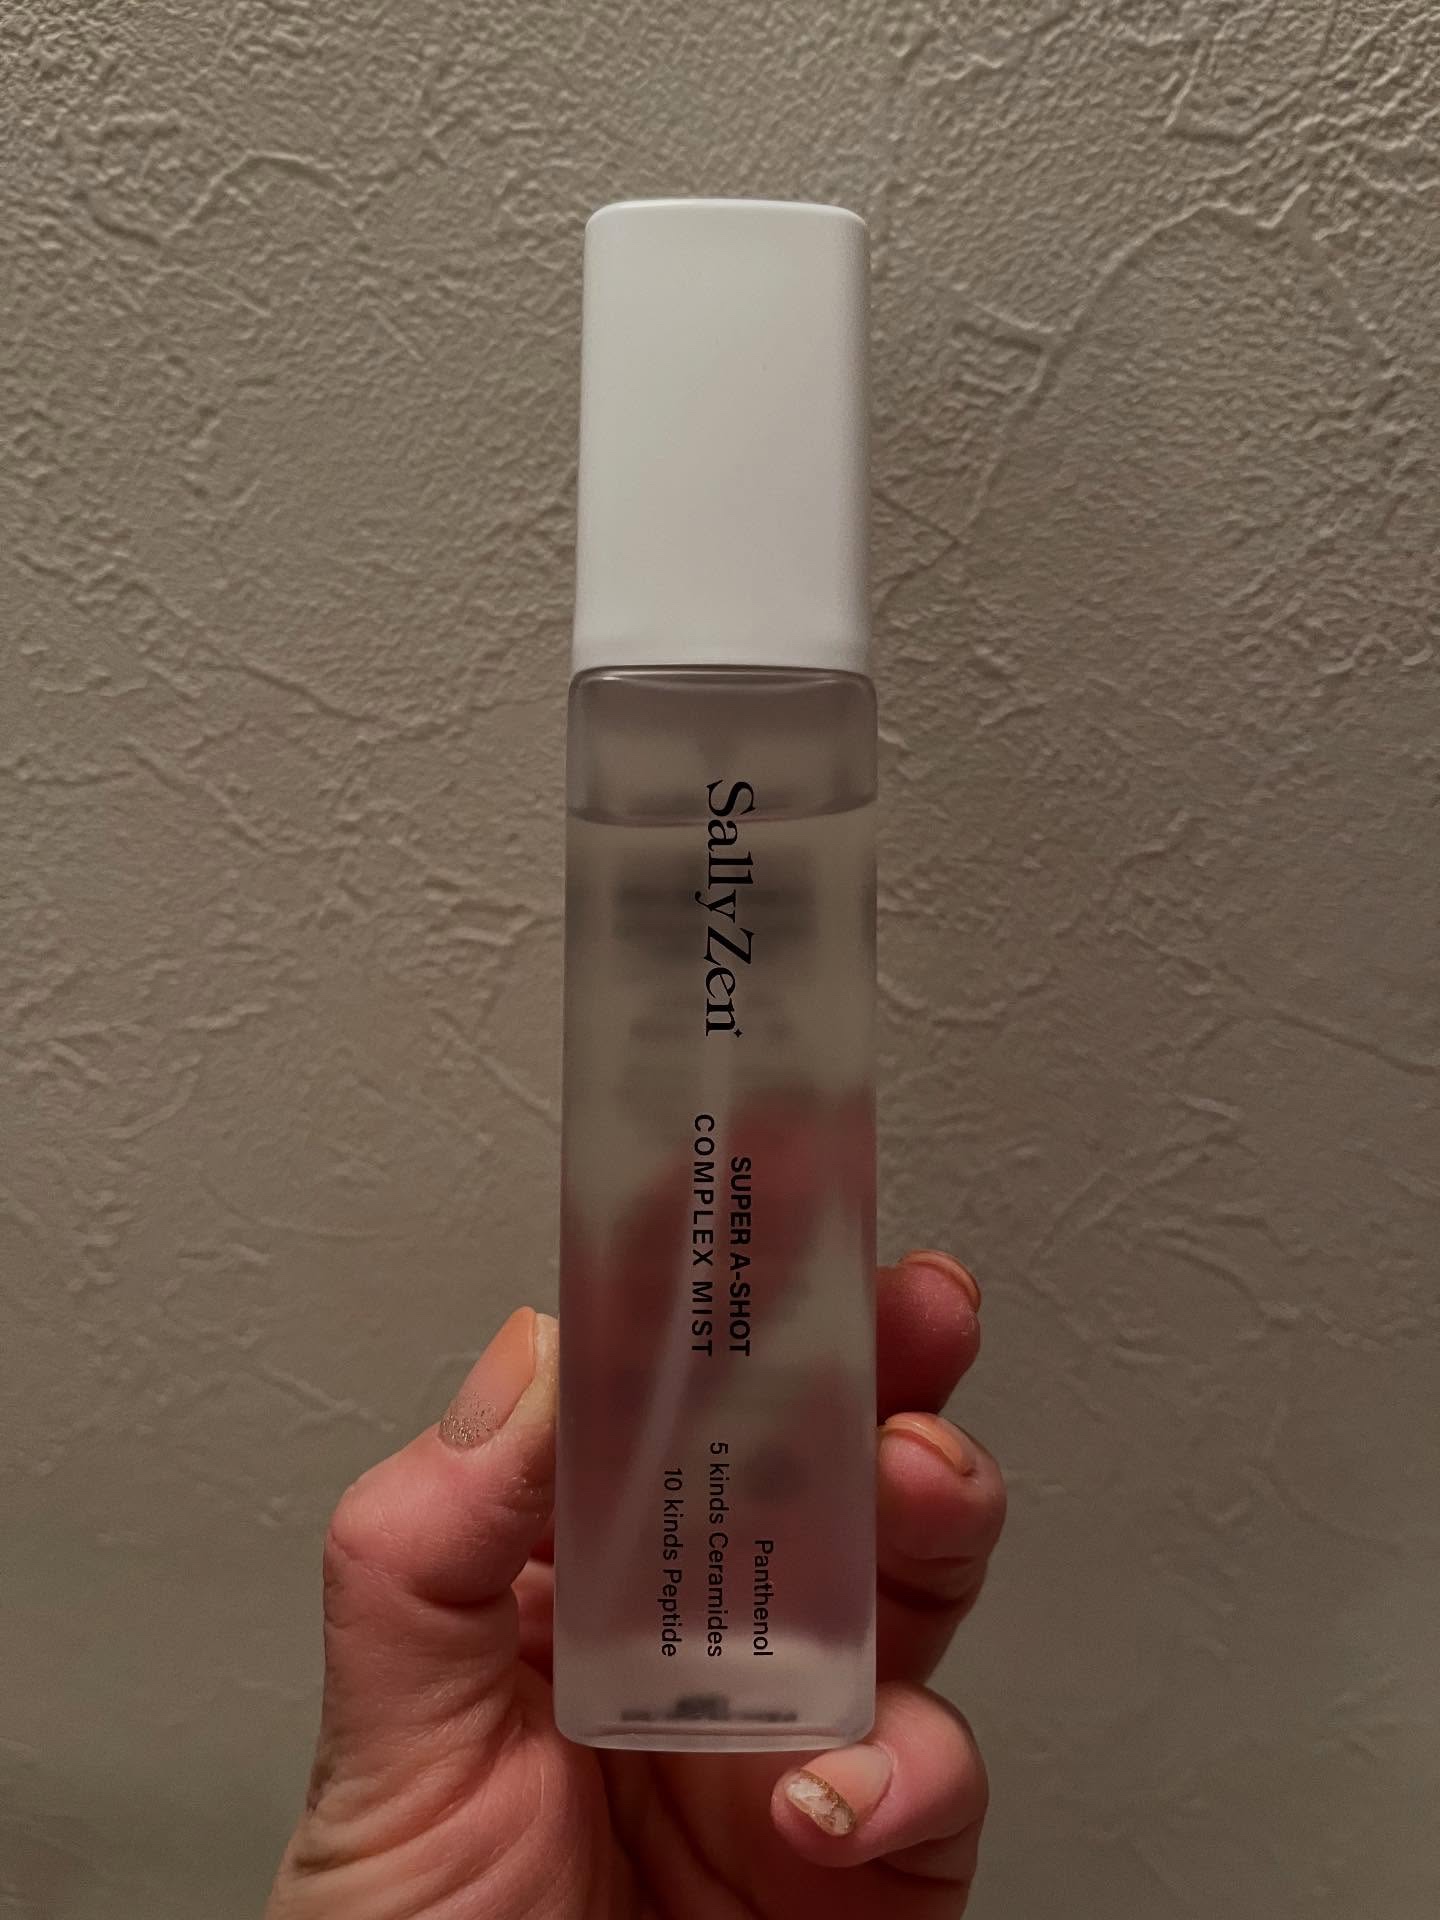 SallyZen
SUPER A-SHOT
COMPLEX MIST
Panthenol
5 kinds Ceramides
10 kinds Peptide